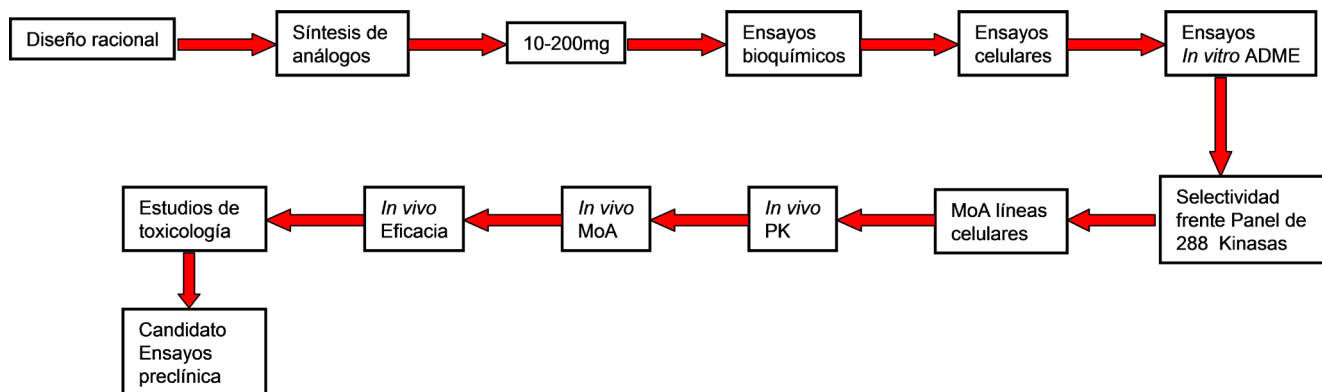 Diseño racional
Síntesis de
análogos
10-200mg
Ensayos
bioquímicos
Ensayos
celulares
Ensayos
In vitro ADME
Selectividad
frente Panel de
288 Kinasas
MoA líneas
celulares
In vivo
PK
In vivo
MoA
In vivo
Eficacia
Estudios de
toxicología
Candidato
Ensayos
preclínica